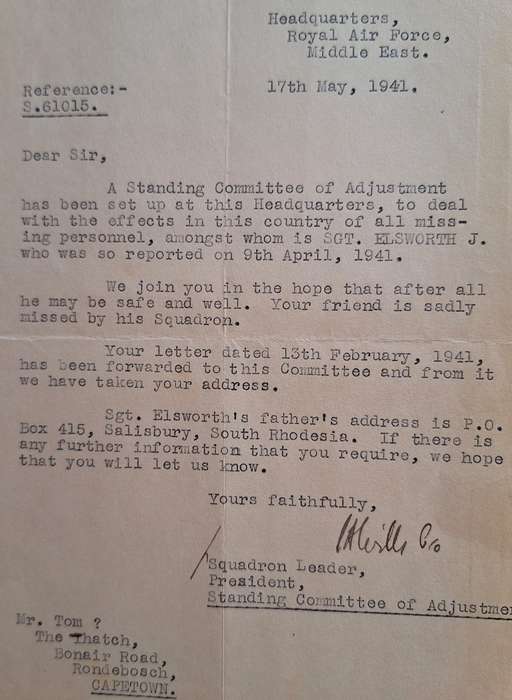 Headquarters,
Royal Air Force,
Middle East.
17th May, 1941.
Reference:-
S.61015.
Dear Sir,
A Standing Committee of Adjustment
has been set up at this Headquarters, to deal
with the effects in this country of all miss-
ing personnel, amongst whom is SGT. ELSWORTH J.
who was so reported on 9th April, 1941.
We join you in the hope that after all
he may be safe and well. Your friend is sadly
missed by his Squadron.
Your letter dated 13th February, 1941,
has been forwarded to this Committee and from it
we have taken your address.
Sgt. Elsworth's father's address is P.O.
Box 415, Salisbury, South Rhodesia. If there is
any further information that you require, we hope
that you will let us know.
Yours faithfully,
Squadron Leader,
President,
Standing Committee of Adjustme
Mr. Tom ?
The Thatch,
Bonair Road,
Rondebosch,
CAPETOWN.